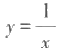 y = 1/x